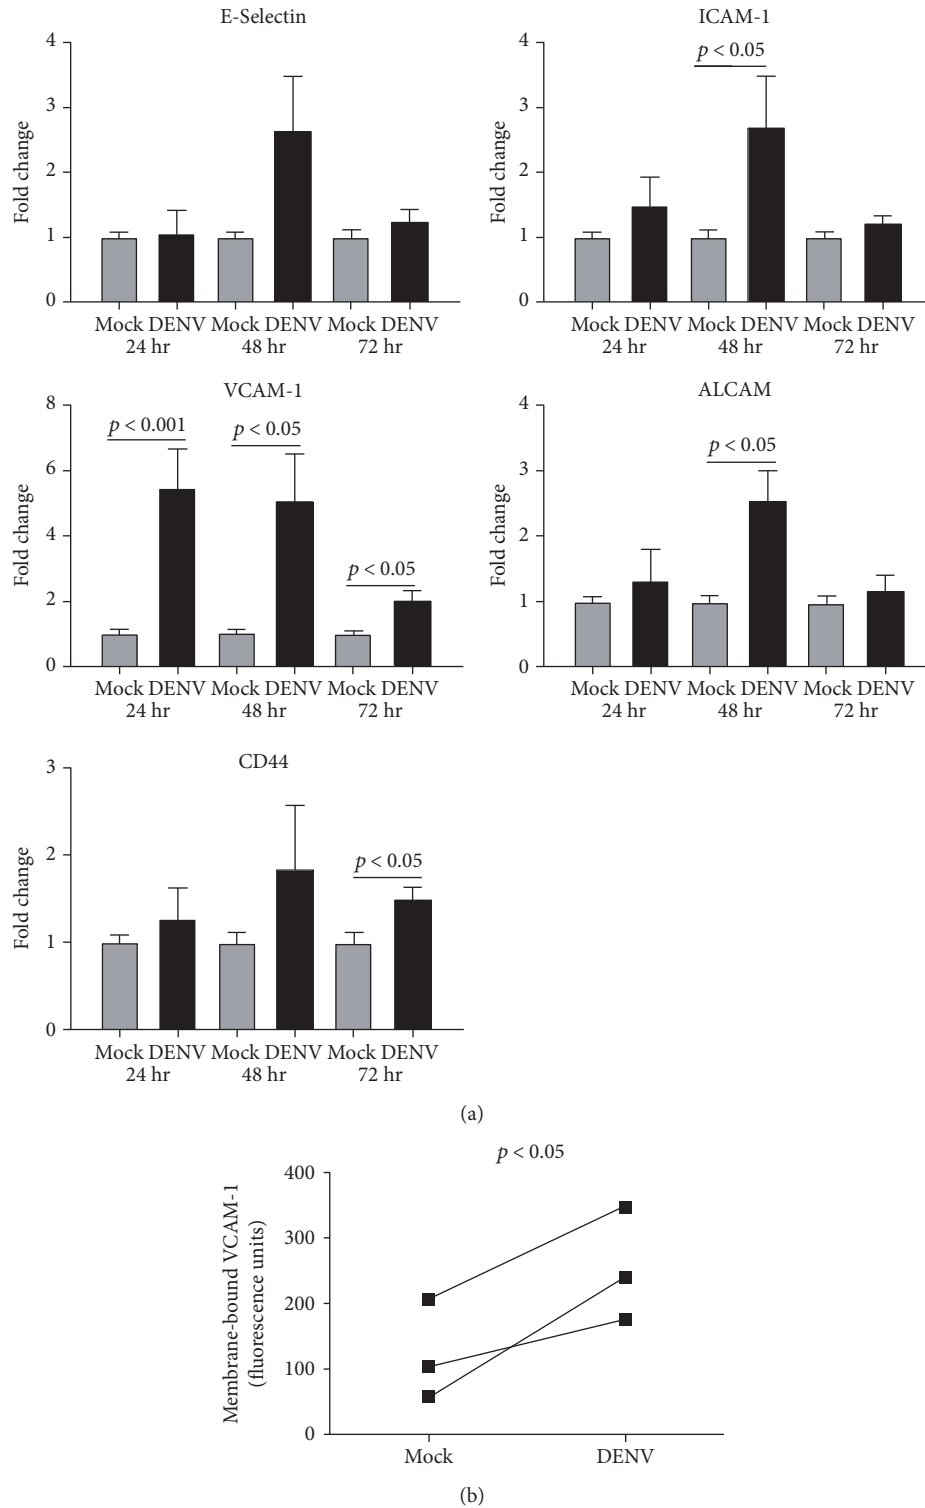 E-Selectin
4
3
2
1
0
Fold change
Mock DENV Mock DENV Mock DENV
24 hr 48 hr 72 hr
ICAM-1
p < 0.05
4
3
2
1
0
Fold change
Mock DENV Mock DENV Mock DENV
24 hr 48 hr 72 hr
VCAM-1
p < 0.001
p < 0.05
p < 0.05
8
6
4
2
0
Fold change
Mock DENV Mock DENV Mock DENV
24 hr 48 hr 72 hr
ALCAM
p < 0.05
4
3
2
1
0
Fold change
Mock DENV Mock DENV Mock DENV
24 hr 48 hr 72 hr
CD44
p < 0.05
3
2
1
0
Fold change
Mock DENV Mock DENV Mock DENV
24 hr 48 hr 72 hr
(a)
p < 0.05
400
300
200
100
0
Membrane-bound VCAM-1
(fluorescence units)
Mock DENV
(b)